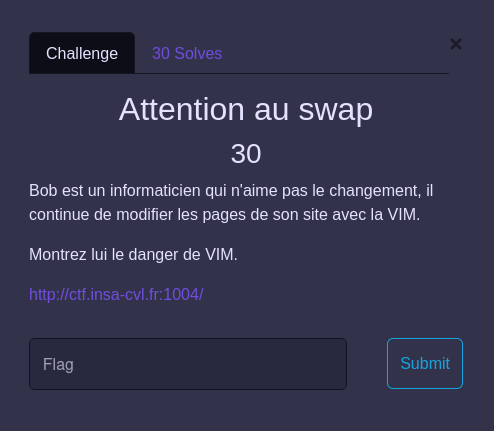 Challenge
30 Solves
×
Attention au swap
30
Bob est un informaticien qui n'aime pas le changement, il
continue de modifier les pages de son site avec la VIM.
Montrez lui le danger de VIM.
http://ctf.insa-cvl.fr:1004/
Flag
Submit